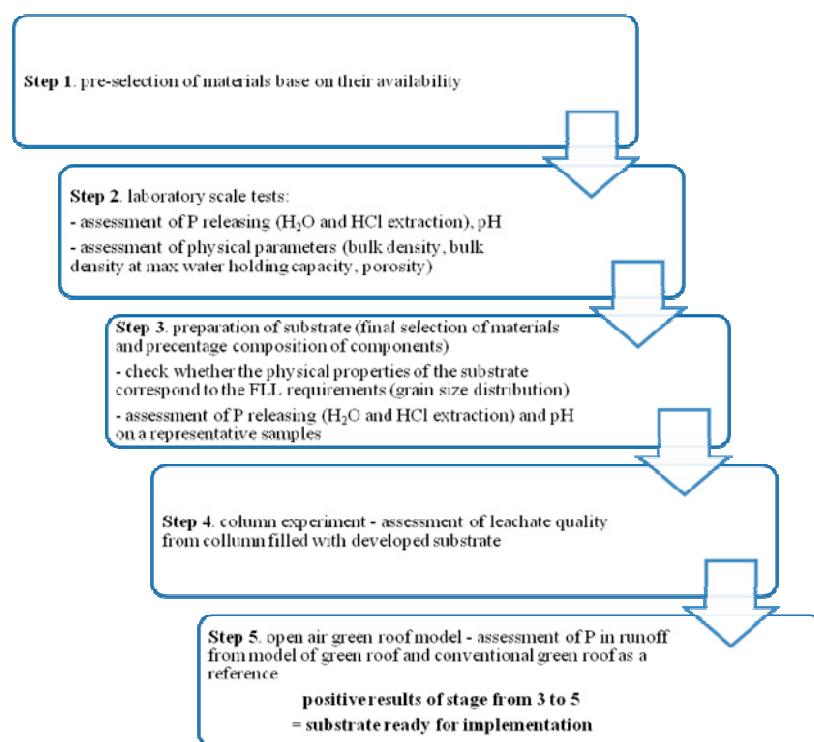 Step 1. pre-selection of materials base on their availability
Step 2. laboratory scale tests:
- assessment of P releasing (H₂O and HCl extraction), pH
- assessment of physical parameters (bulk density, bulk
density at max water holding capacity, porosity)
Step 3. preparation of substrate (final selection of materials
and precentage composition of components)
- check whether the physical properties of the substrate
correspond to the FLL requirements (grain size distribution)
- assessment of P releasing (H₂O and HCl extraction) and pH
on a representative samples
Step 4. column experiment - assessment of leachate quality
from collumn filled with developed substrate
Step 5. open air green roof model - assessment of P in runoff
from model of green roof and conventional green roof as a
reference
positive results of stage from 3 to 5
= substrate ready for implementation